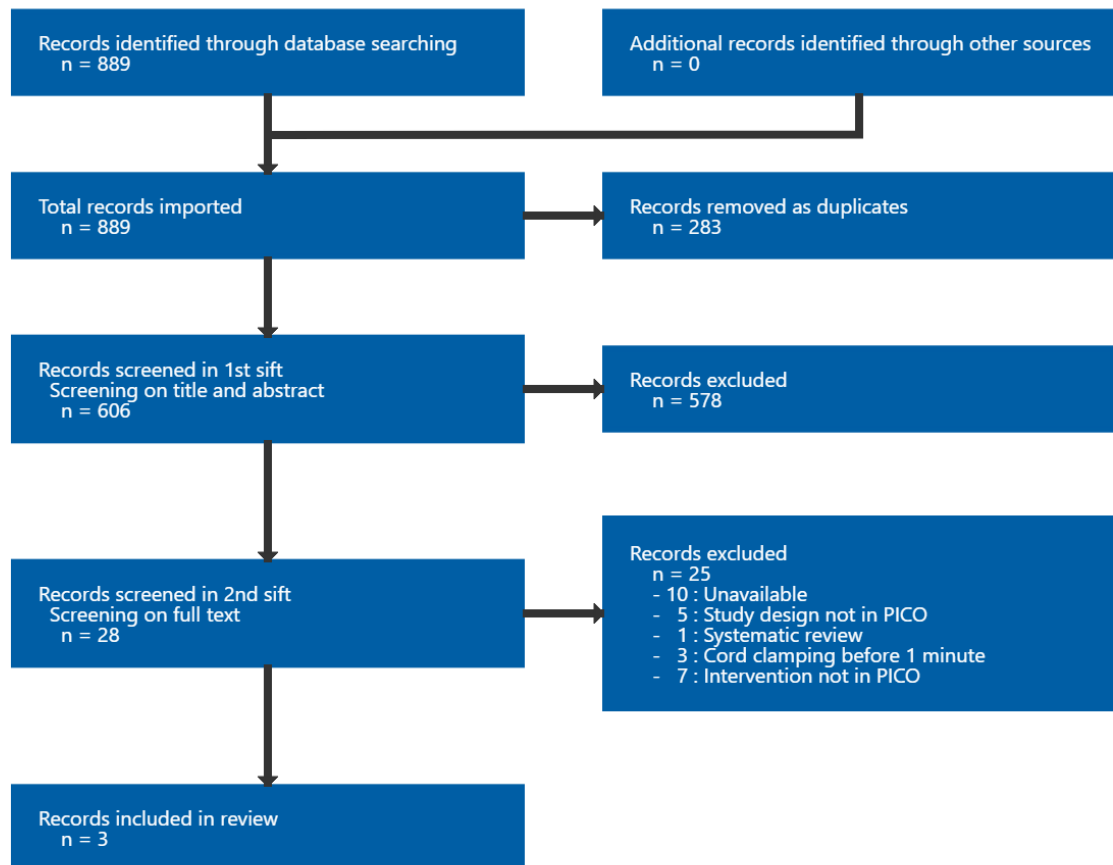 Records identified through database searching
n = 889
Additional records identified through other sources
n = 0
Total records imported
n = 889
Records removed as duplicates
n = 283
Records screened in 1st sift
Screening on title and abstract
n = 606
Records excluded
n = 578
Records screened in 2nd sift
Screening on full text
n = 28
Records excluded
n = 25
- 10 : Unavailable
- 5 : Study design not in PICO
- 1 : Systematic review
- 3 : Cord clamping before 1 minute
- 7 : Intervention not in PICO
Records included in review
n = 3